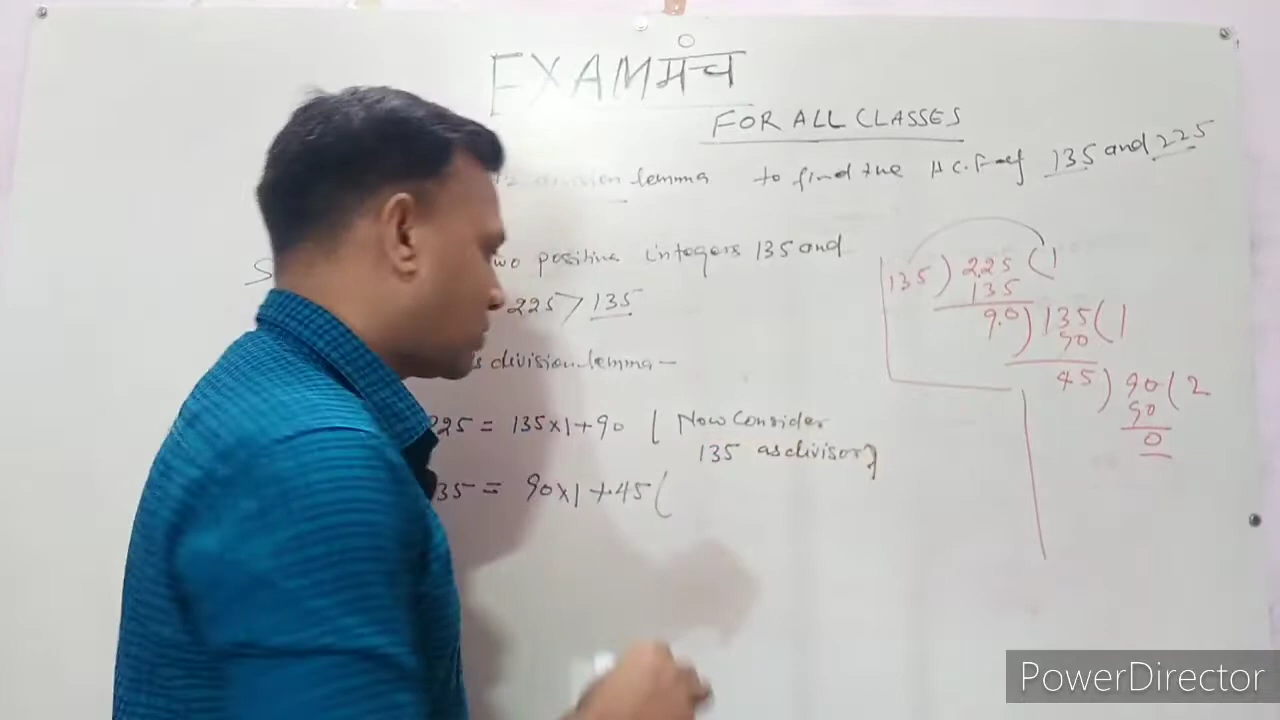 EXAMमंच
FOR ALL CLASSES
division lemma to find the H.C.F of 135 and 225
positive integers 135 and
225 > 135
division lemma —
225 = 135×1+90 ( Now consider
135 as divisor}
35 = 90×1+45 (
135 ) 225 ( 1
135
90 ) 135 ( 1
90
45 ) 90 ( 2
90
0
PowerDirector